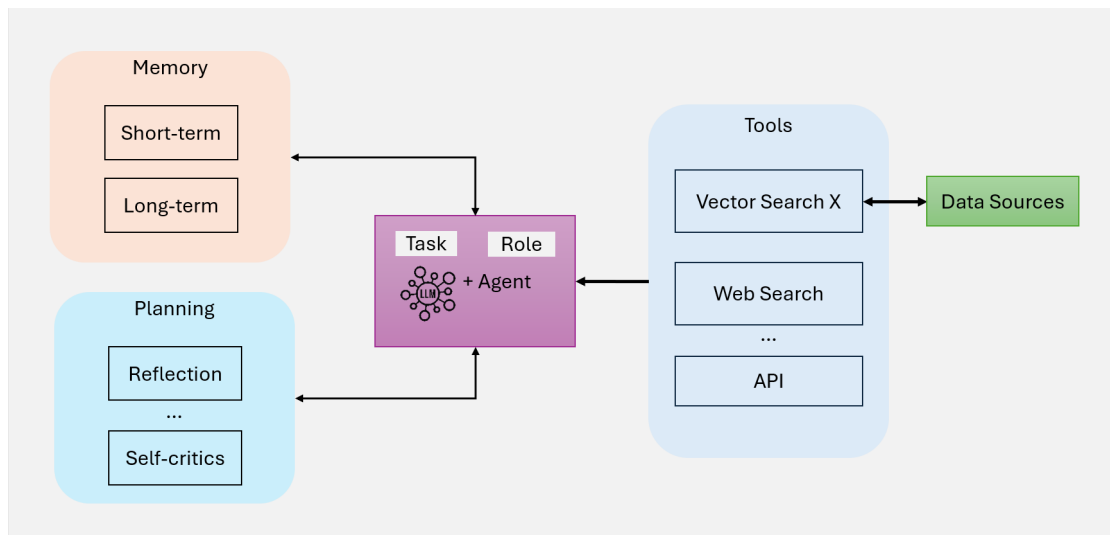 Memory
Short-term
Long-term
Planning
Reflection
...
Self-critics
Task
Role
LLM
+ Agent
Tools
Vector Search X
Web Search
...
API
Data Sources